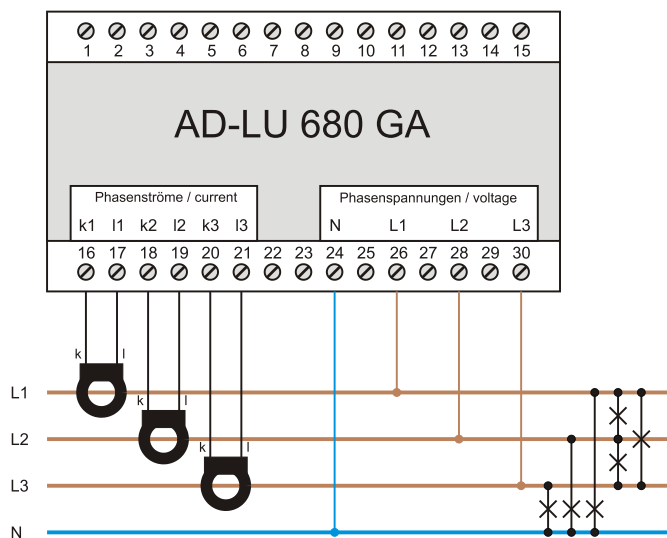 1 2 3 4 5 6 7 8 9 10 11 12 13 14 15
AD-LU 680 GA
Phasenströme / current
Phasenspannungen / voltage
k1 l1 k2 l2 k3 l3
N L1 L2 L3
16 17 18 19 20 21 22 23 24 25 26 27 28 29 30
k l
L1
k l
L2
k l
L3
N